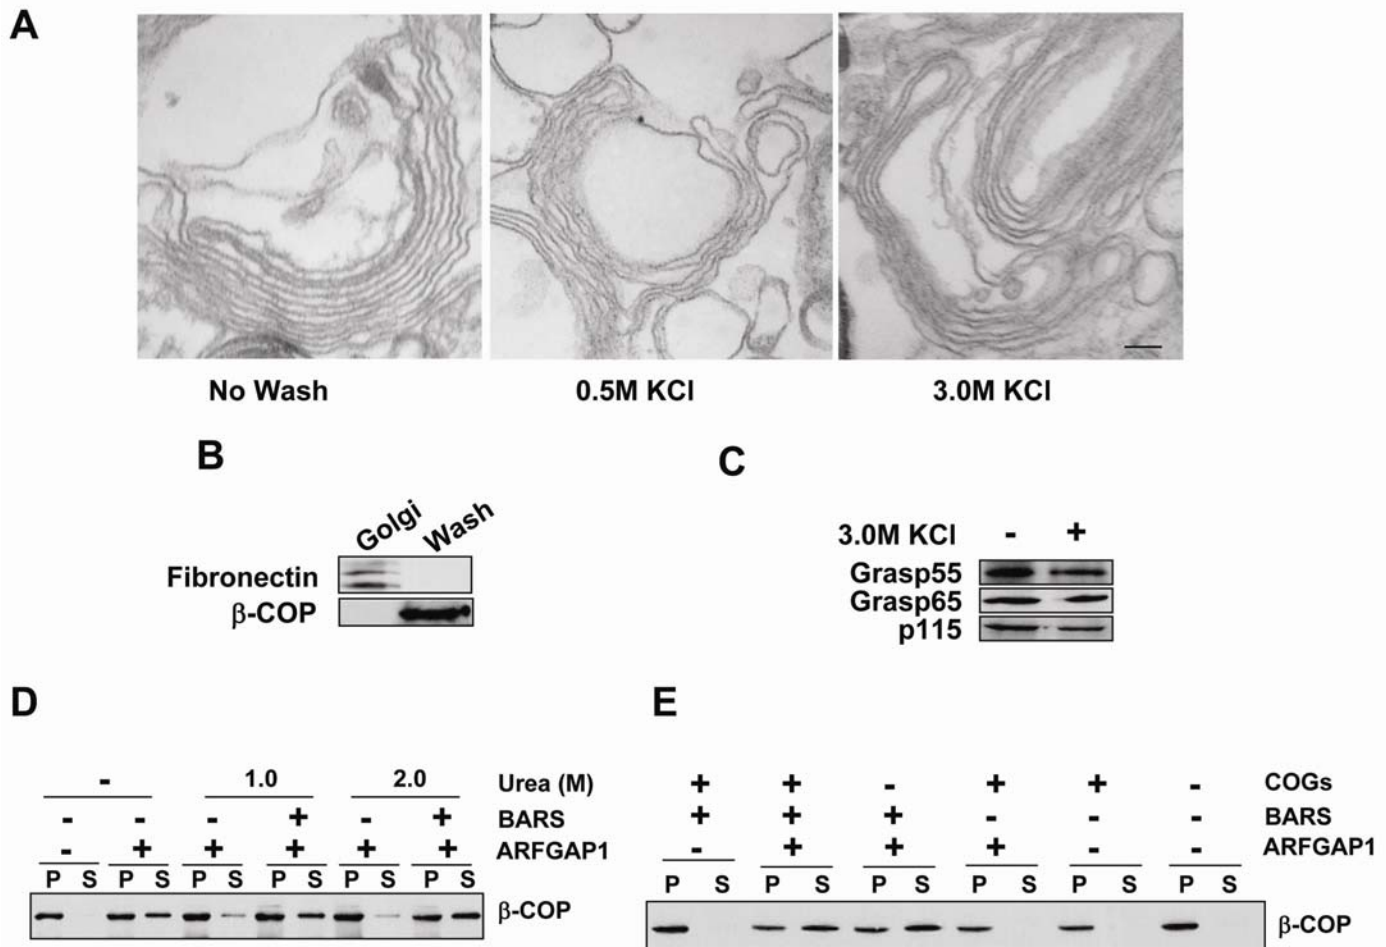 A
No Wash
0.5M KCl
3.0M KCl
B
Golgi Wash
Fibronectin
β-COP
C
3.0M KCl - +
Grasp55
Grasp65
p115
D
- 1.0 2.0 Urea (M)
- - - + - + BARS
- + + + + + ARFGAP1
P S P S P S P S P S P S
β-COP
E
+ + - + + - COGs
+ + + - - - BARS
- + + + - - ARFGAP1
P S P S P S P S P S P S
β-COP